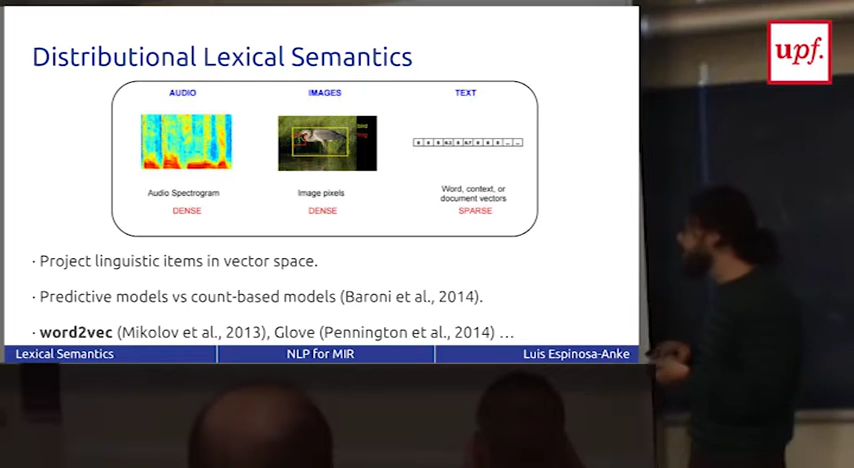 upf.
Distributional Lexical Semantics
AUDIO
IMAGES
TEXT
Audio Spectrogram
Image pixels
Word, context, or
document vectors
DENSE
DENSE
SPARSE
· Project linguistic items in vector space.
· Predictive models vs count-based models (Baroni et al., 2014).
· word2vec (Mikolov et al., 2013), Glove (Pennington et al., 2014) ...
Lexical Semantics
NLP for MIR
Luis Espinosa-Anke